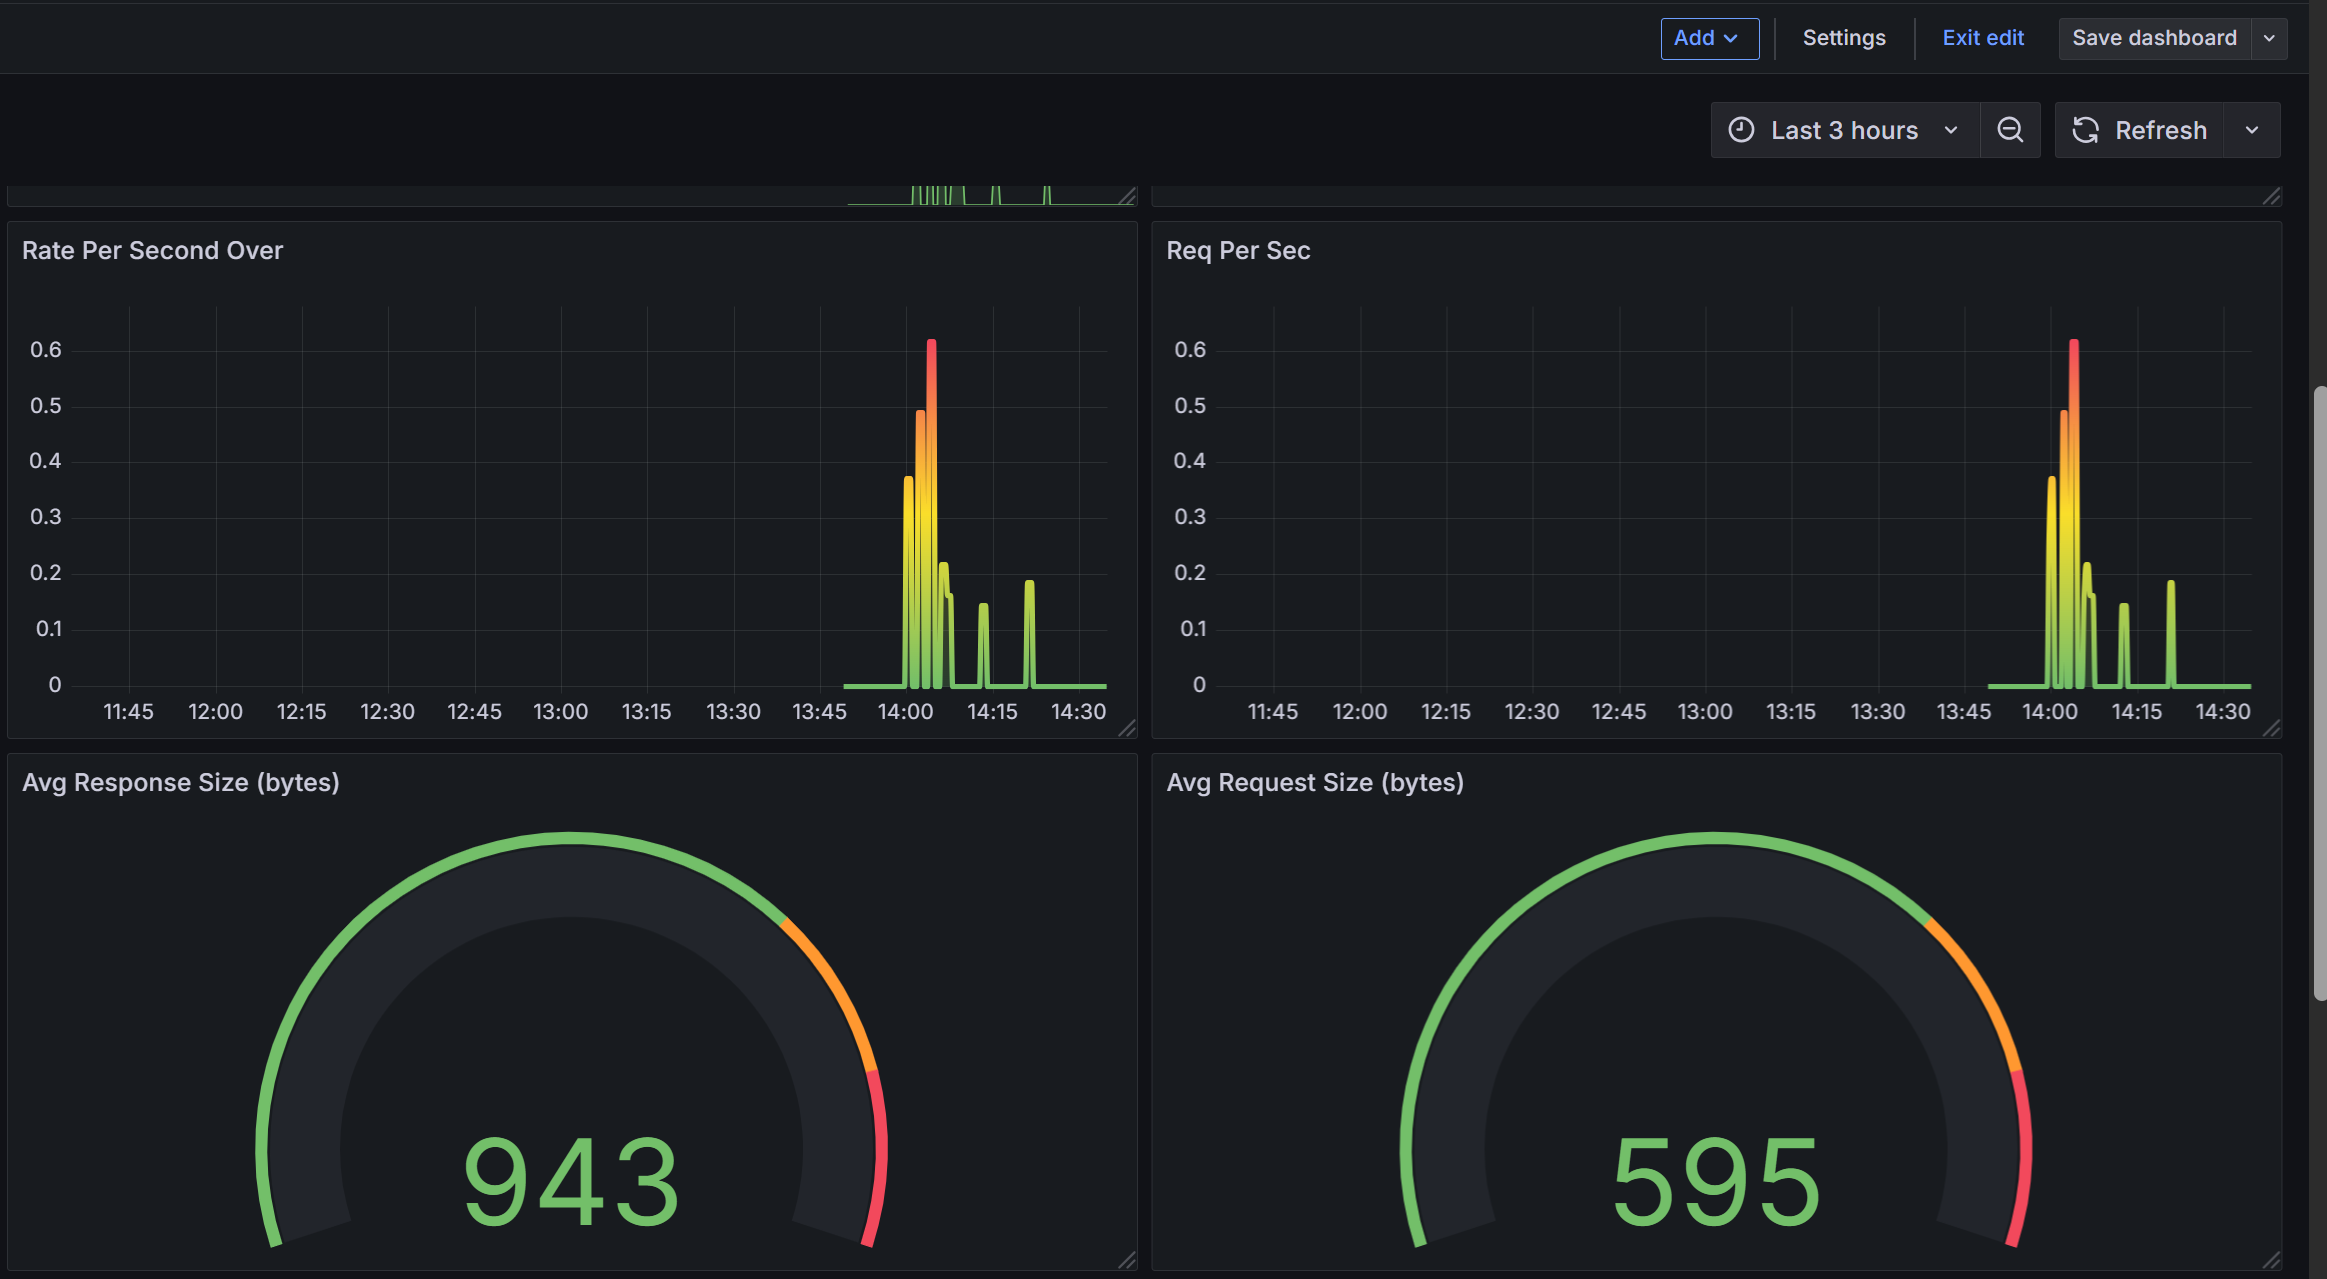 Add Settings Exit edit Save dashboard
Last 3 hours Refresh
Rate Per Second Over
0.6
0.5
0.4
0.3
0.2
0.1
0
11:45 12:00 12:15 12:30 12:45 13:00 13:15 13:30 13:45 14:00 14:15 14:30
Req Per Sec
0.6
0.5
0.4
0.3
0.2
0.1
0
11:45 12:00 12:15 12:30 12:45 13:00 13:15 13:30 13:45 14:00 14:15 14:30
Avg Response Size (bytes)
943
Avg Request Size (bytes)
595